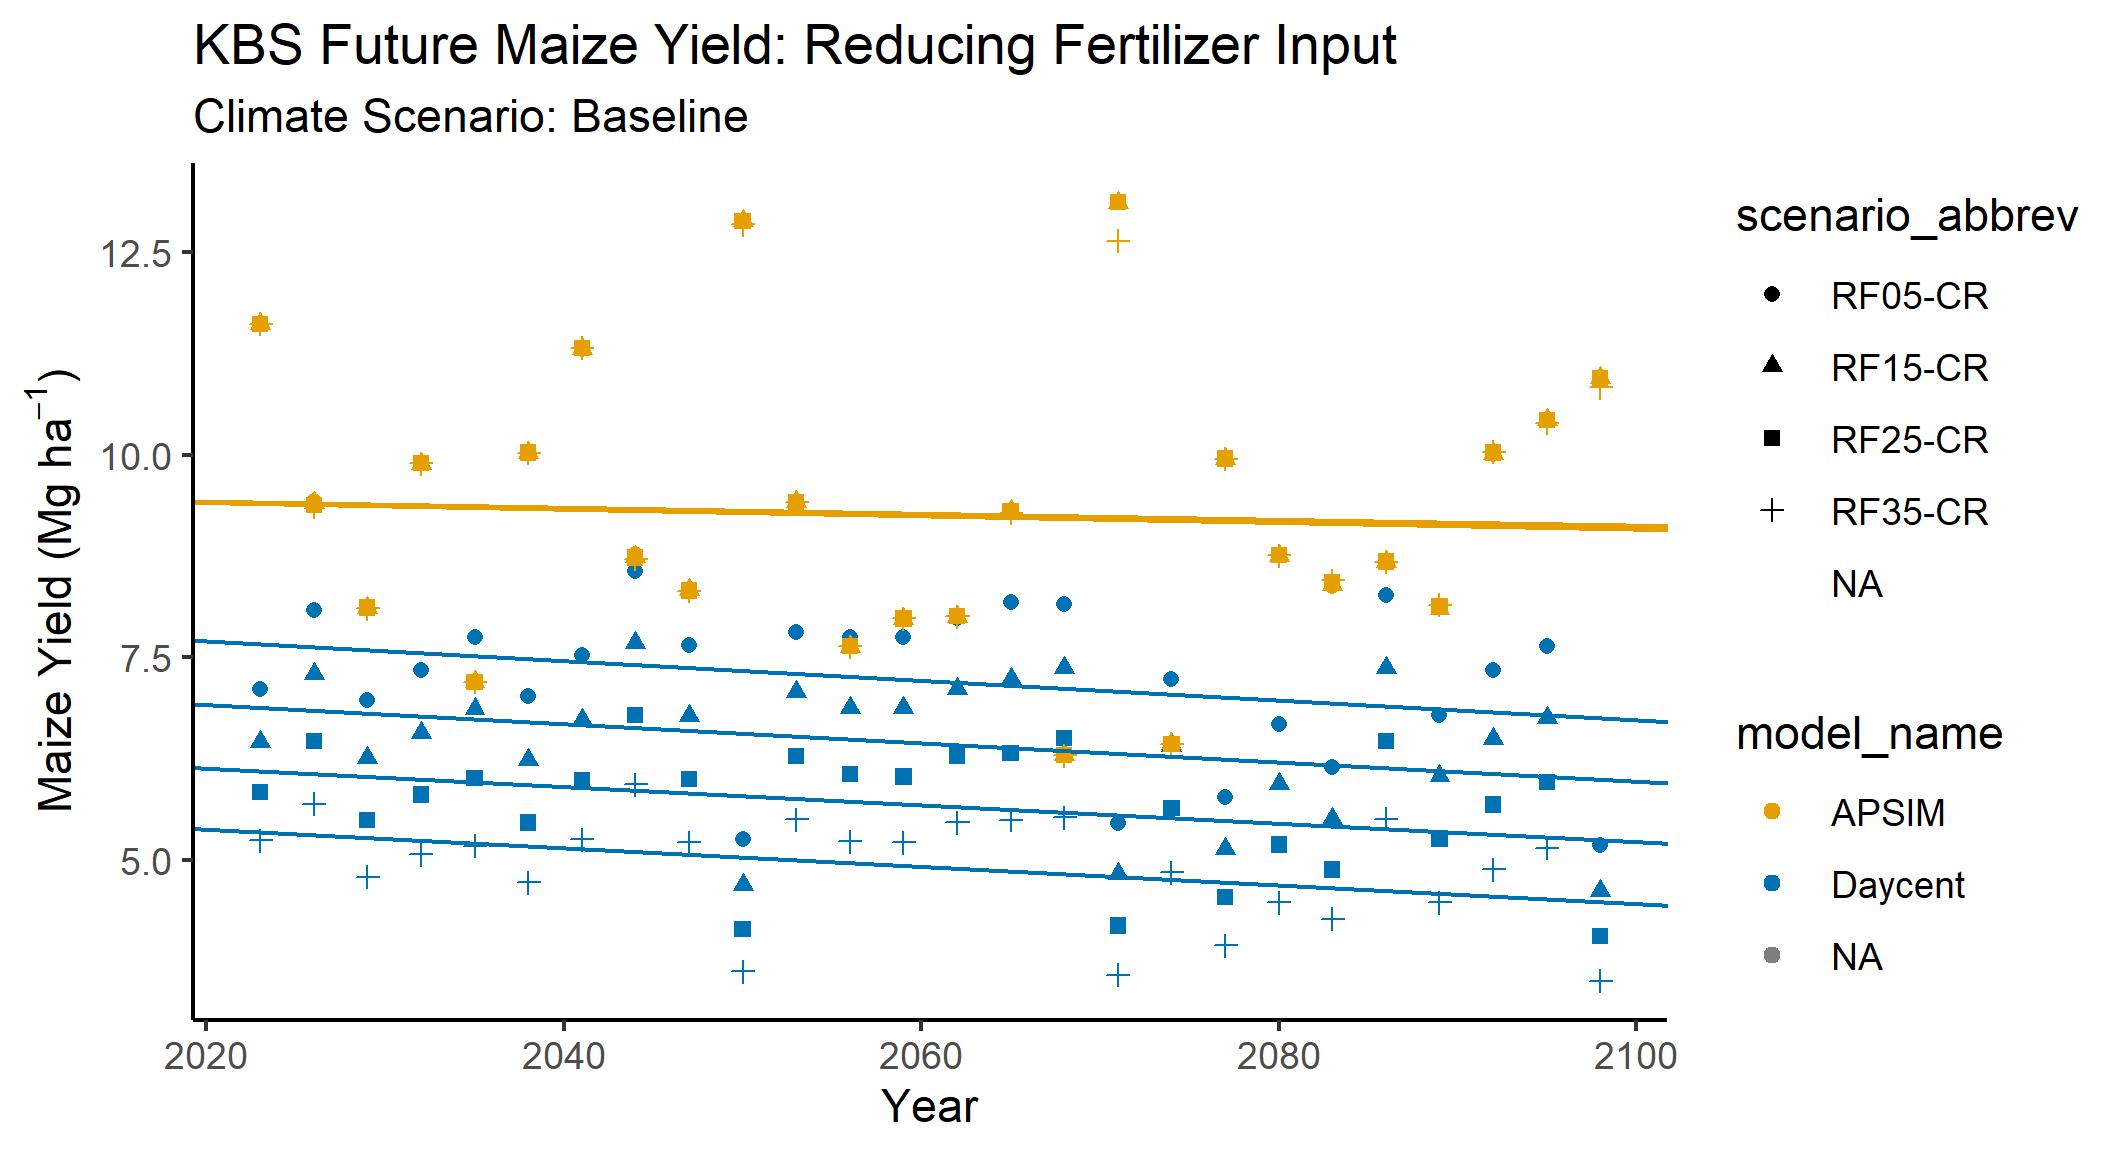 KBS Future Maize Yield: Reducing Fertilizer Input
Climate Scenario: Baseline
Maize Yield (Mg ha⁻¹)
12.5
10.0
7.5
5.0
2020 2040 2060 2080 2100
Year
scenario_abbrev
RF05-CR
RF15-CR
RF25-CR
RF35-CR
NA
model_name
APSIM
Daycent
NA